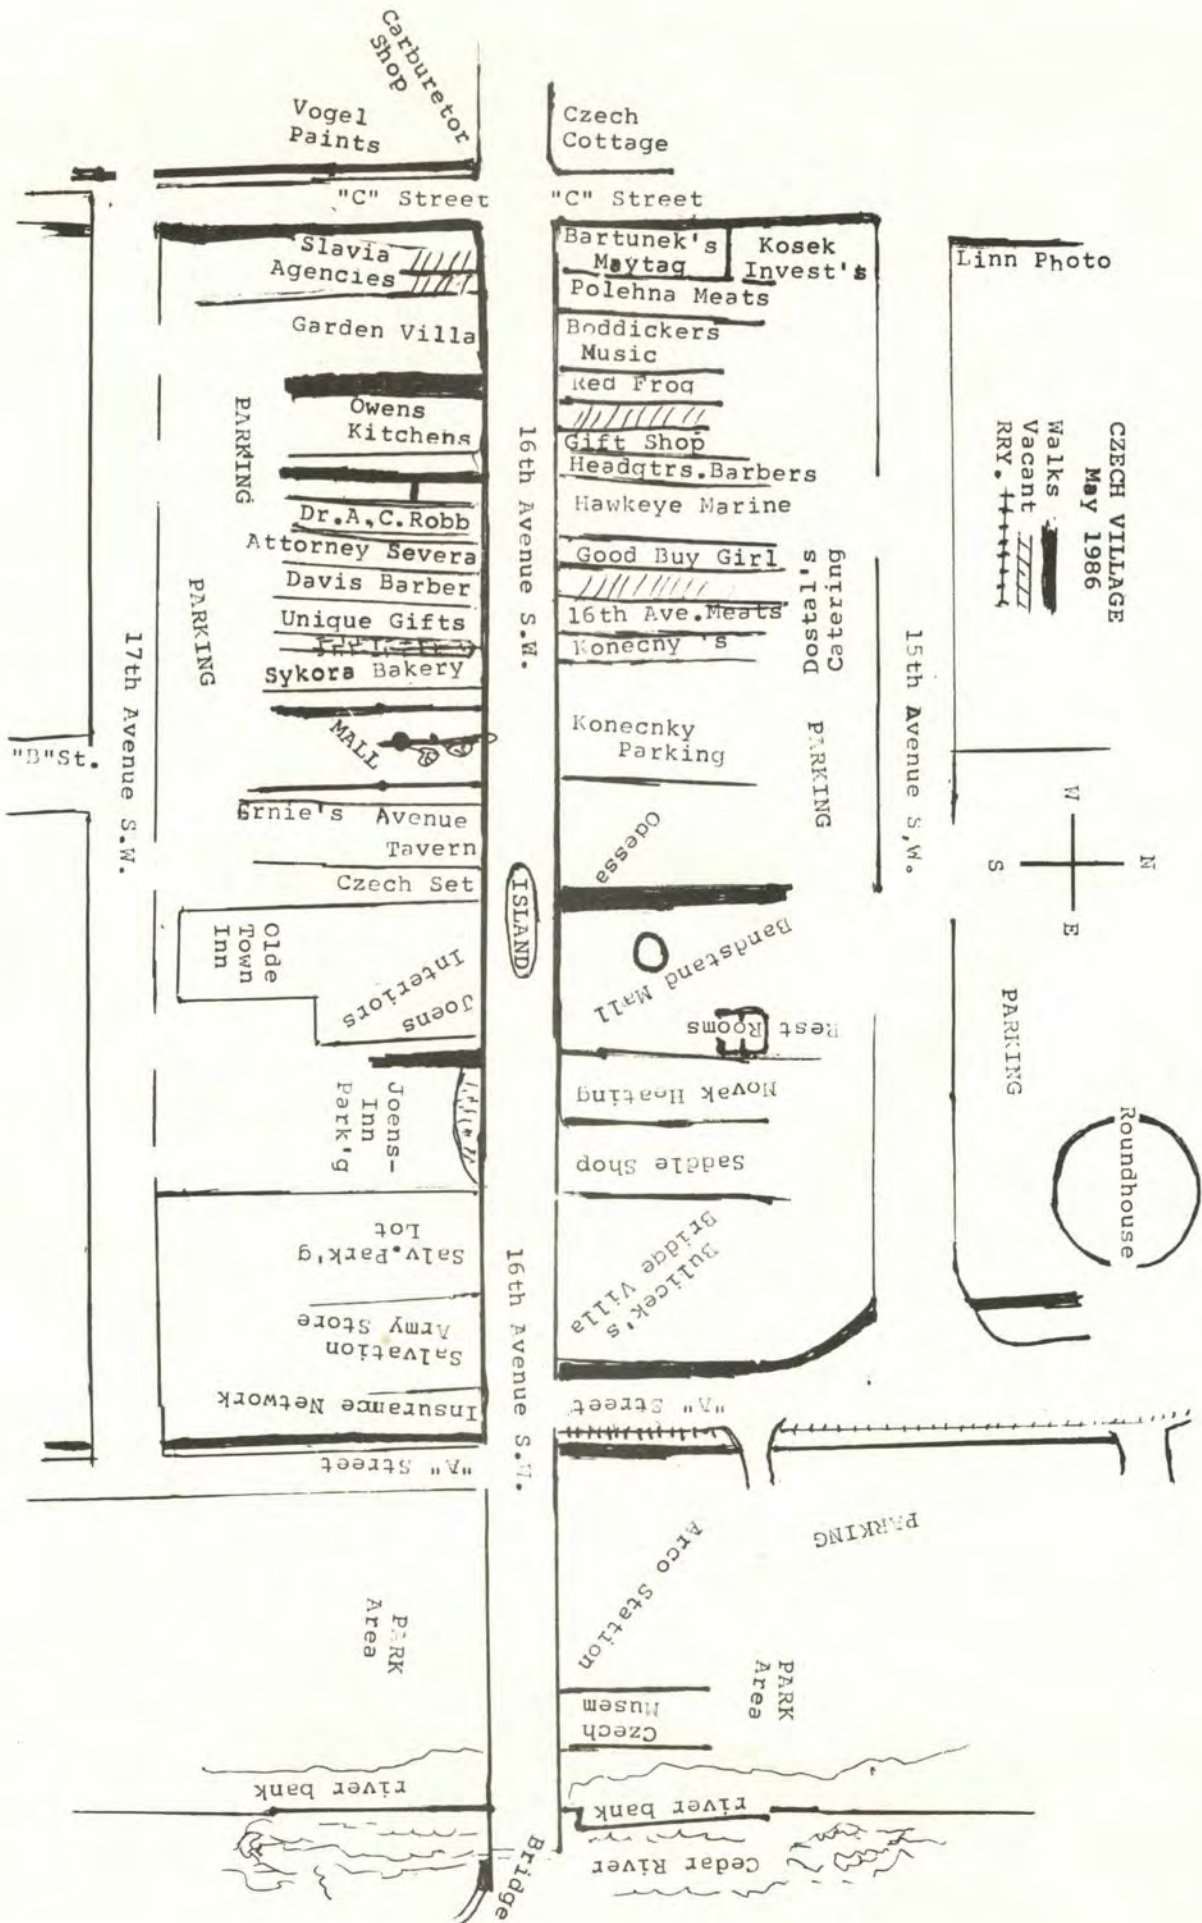 Carburetor
Shop
Vogel
Paints
Czech
Cottage
"C" Street
"C" Street
Slavia
Agencies
Garden Villa
Owens
Kitchens
Dr.A,C.Robb
Attorney Severa
Davis Barber
Unique Gifts
Sykora Bakery
MALL
Ernie's Avenue
Tavern
Czech Set
Olde
Town
Inn
Joens
Interiors
Joens-
Inn
Park'g
Salv.Park'g
Lot
Salvation
Army Store
Insurance Network
"A" Street
PARKING
PARKING
17th Avenue S.W.
"B"St.
16th Avenue S.W.
ISLAND
16th Avenue S.W.
Bartunek's
Maytag
Kosek
Invest's
Polehna Meats
Boddickers
Music
Red Frog
Gift Shop
Headqtrs.Barbers
Hawkeye Marine
Good Buy Girl
16th Ave.Meats
Konecny 's
Dostal's
Catering
Konecnky
Parking
PARKING
Odessa
Bandstand Mall
Rest Rooms
Novak Heating
Saddle Shop
Bulicek's
Bridge Villa
"A" Street
15th Avenue S,W.
Linn Photo
CZECH VILLAGE
May 1986
Walks
Vacant
RRY.
W
N
S
E
PARKING
Roundhouse
PARKING
Arco Station
PARK
Area
PARK
Area
Czech
Musem
river bank
river bank
Cedar River
Bridge